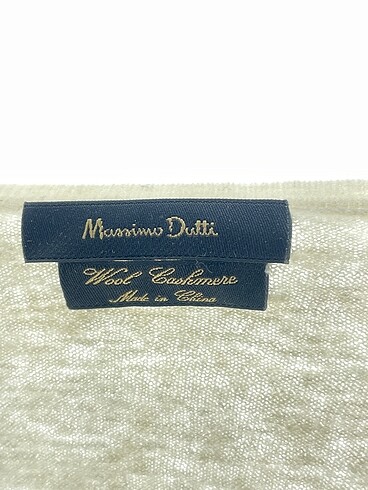 Massimo Dutti
Wool Cashmere
Made in China